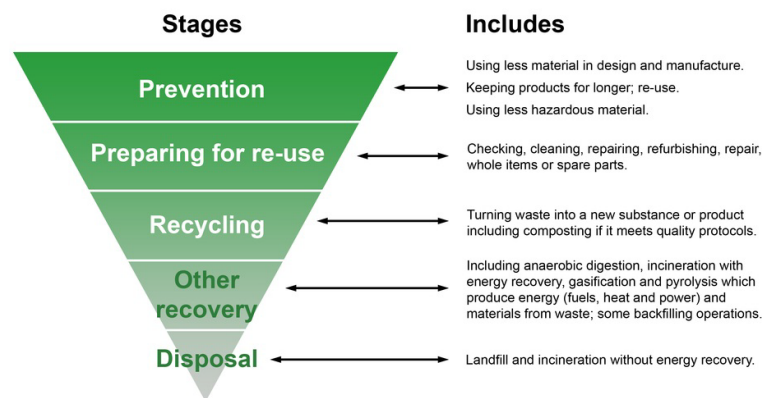 Stages
Includes
Prevention
Using less material in design and manufacture.
Keeping products for longer; re-use.
Using less hazardous material.
Preparing for re-use
Checking, cleaning, repairing, refurbishing, repair,
whole items or spare parts.
Recycling
Turning waste into a new substance or product
including composting if it meets quality protocols.
Other
recovery
Including anaerobic digestion, incineration with
energy recovery, gasification and pyrolysis which
produce energy (fuels, heat and power) and
materials from waste; some backfilling operations.
Disposal
Landfill and incineration without energy recovery.